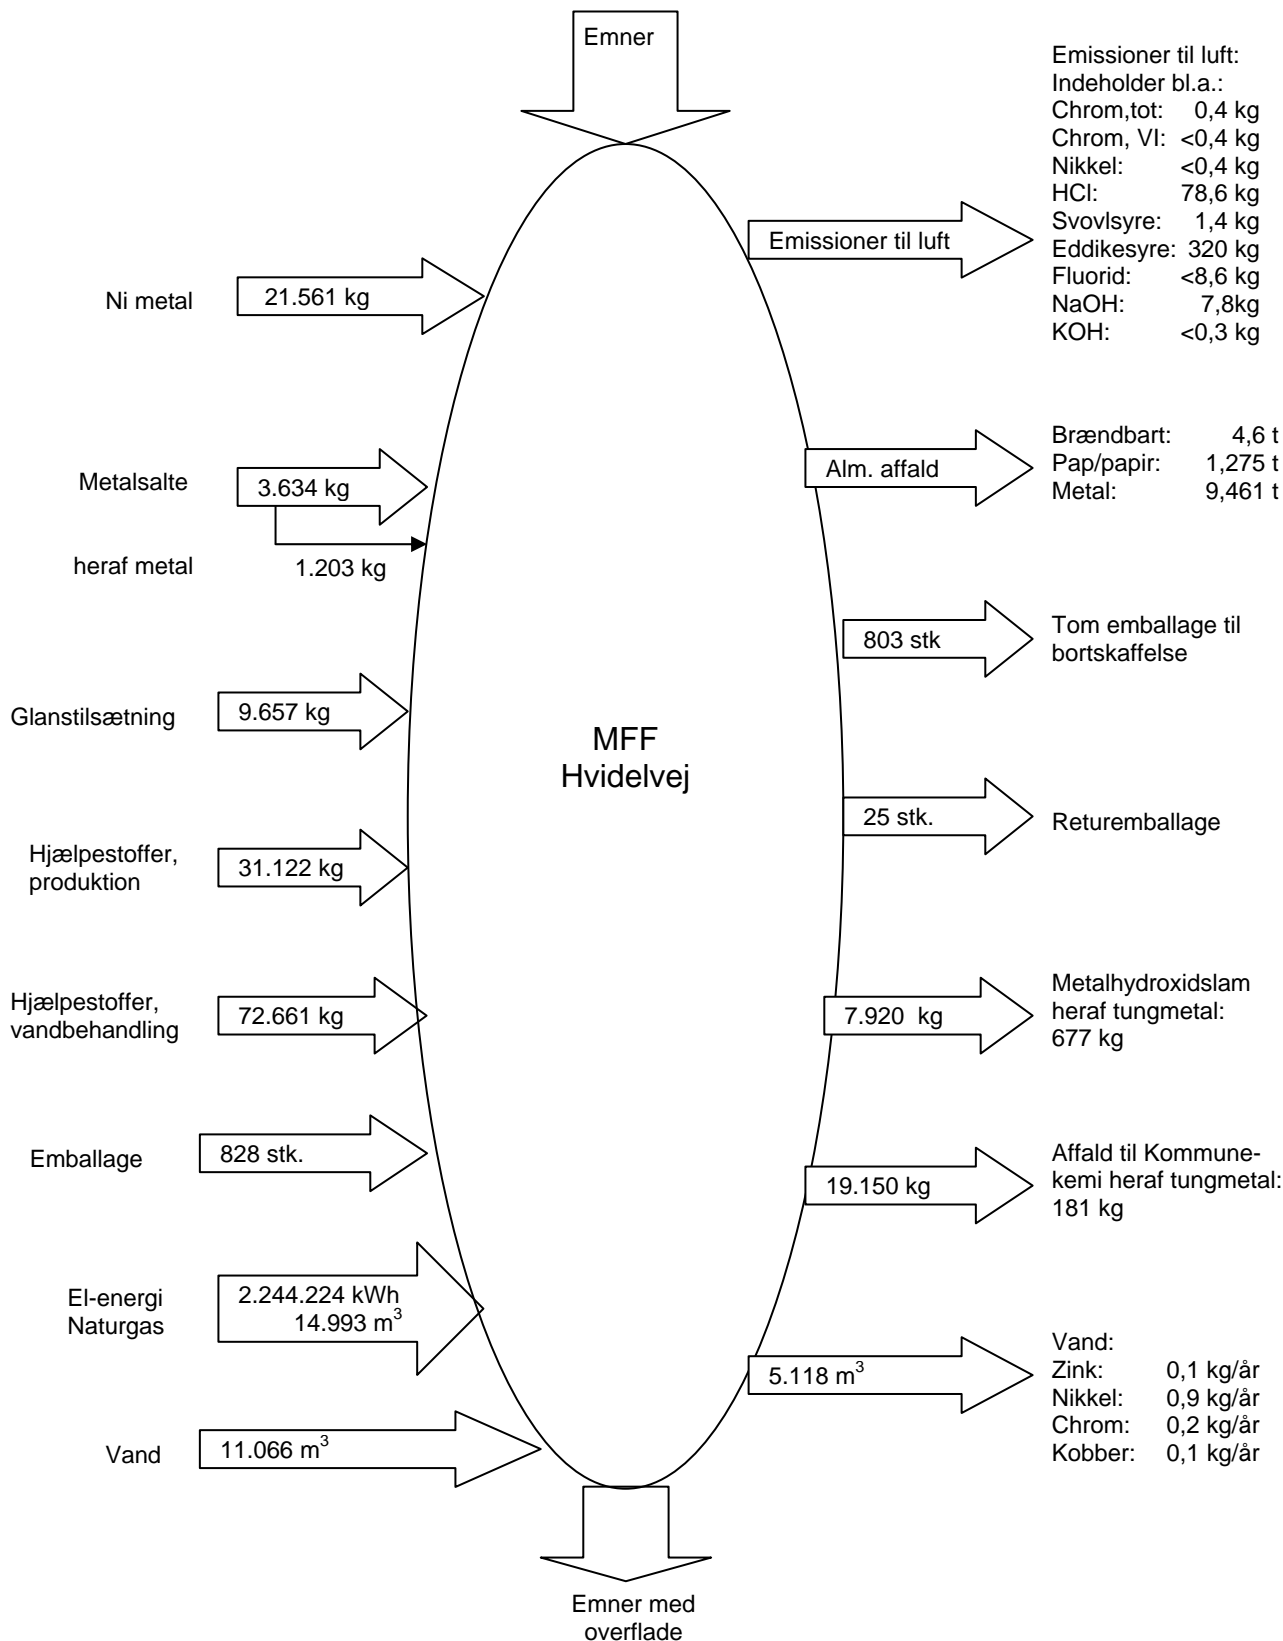 Emner
Emissioner til luft:
Indeholder bl.a.:
Chrom,tot: 0,4 kg
Chrom, VI: <0,4 kg
Nikkel: <0,4 kg
HCl: 78,6 kg
Svovlsyre: 1,4 kg
Eddikesyre: 320 kg
Fluorid: <8,6 kg
NaOH: 7,8kg
KOH: <0,3 kg
Emissioner til luft
Ni metal 21.561 kg
Brændbart: 4,6 t
Pap/papir: 1,275 t
Metal: 9,461 t
Alm. affald
Metalsalte 3.634 kg
heraf metal 1.203 kg
803 stk
Tom emballage til
bortskaffelse
Glanstilsætning 9.657 kg
MFF
Hvidelvej
25 stk. Returemballage
Hjælpestoffer,
produktion
31.122 kg
Hjælpestoffer,
vandbehandling
72.661 kg
7.920 kg
Metalhydroxidslam
heraf tungmetal:
677 kg
Emballage 828 stk.
19.150 kg
Affald til Kommune-
kemi heraf tungmetal:
181 kg
El-energi
Naturgas
2.244.224 kWh
14.993 m³
5.118 m³
Vand:
Zink: 0,1 kg/år
Nikkel: 0,9 kg/år
Chrom: 0,2 kg/år
Kobber: 0,1 kg/år
Vand 11.066 m³
Emner med
overflade